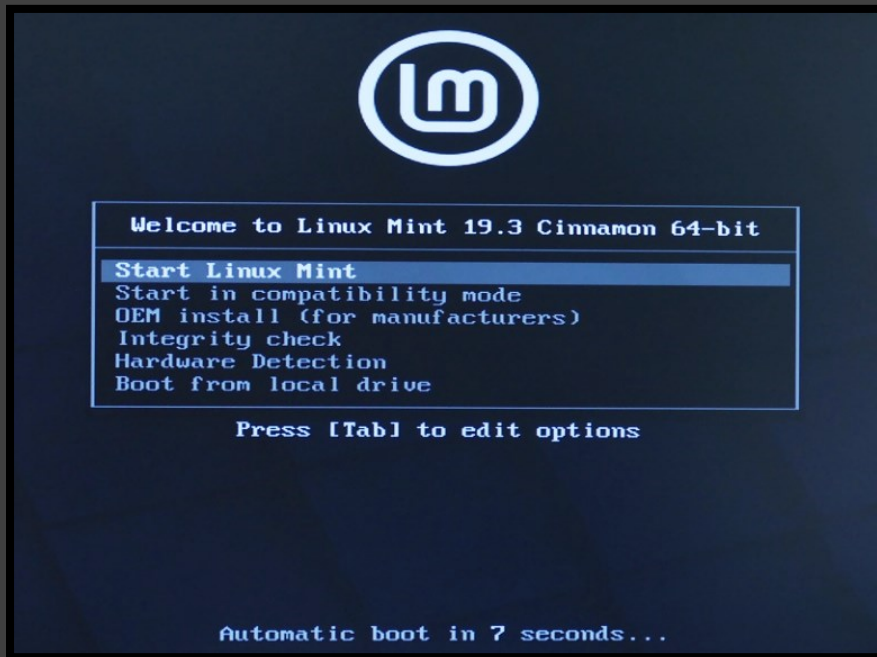 lm
Welcome to Linux Mint 19.3 Cinnamon 64-bit
Start Linux Mint
Start in compatibility mode
OEM install (for manufacturers)
Integrity check
Hardware Detection
Boot from local drive
Press [Tab] to edit options
Automatic boot in 7 seconds...